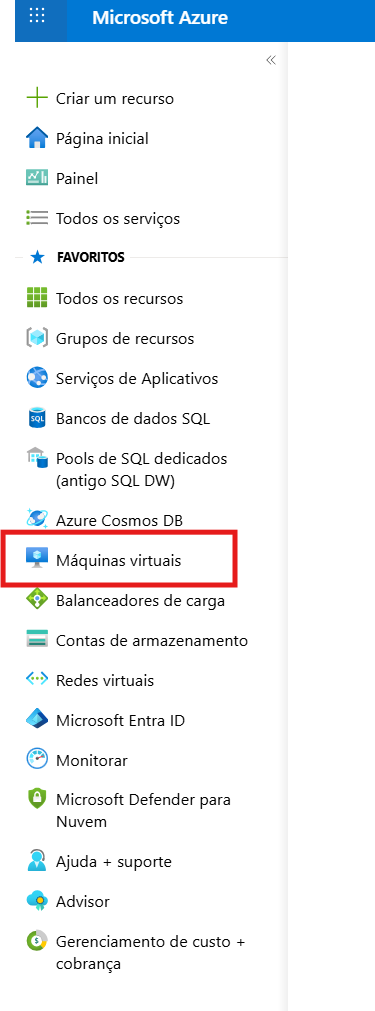 Microsoft Azure
«
Criar um recurso
Página inicial
Painel
Todos os serviços
FAVORITOS
Todos os recursos
Grupos de recursos
Serviços de Aplicativos
SQL
Bancos de dados SQL
Pools de SQL dedicados
(antigo SQL DW)
Azure Cosmos DB
Máquinas virtuais
Balanceadores de carga
Contas de armazenamento
Redes virtuais
Microsoft Entra ID
Monitorar
Microsoft Defender para
Nuvem
Ajuda + suporte
Advisor
$
Gerenciamento de custo +
cobrança